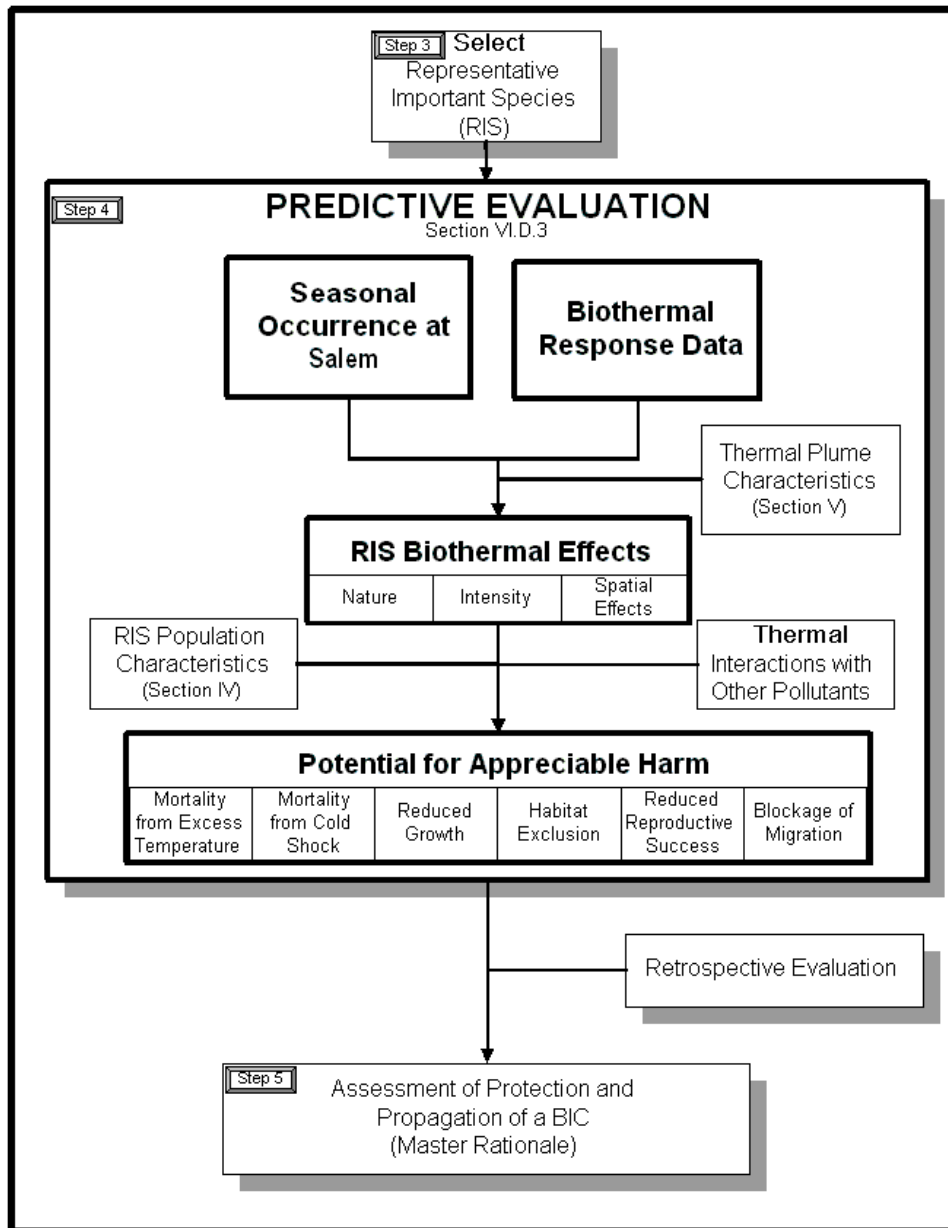 Step 3
Select
Representative
Important Species
(RIS)
Step 4
PREDICTIVE EVALUATION
Section VI.D.3
Seasonal
Occurrence at
Salem
Biothermal
Response Data
Thermal Plume
Characteristics
(Section V)
RIS Biothermal Effects
Nature
Intensity
Spatial
Effects
RIS Population
Characteristics
(Section IV)
Thermal
Interactions with
Other Pollutants
Potential for Appreciable Harm
Mortality
from Excess
Temperature
Mortality
from Cold
Shock
Reduced
Growth
Habitat
Exclusion
Reduced
Reproductive
Success
Blockage of
Migration
Retrospective Evaluation
Step 5
Assessment of Protection and
Propagation of a BIC
(Master Rationale)